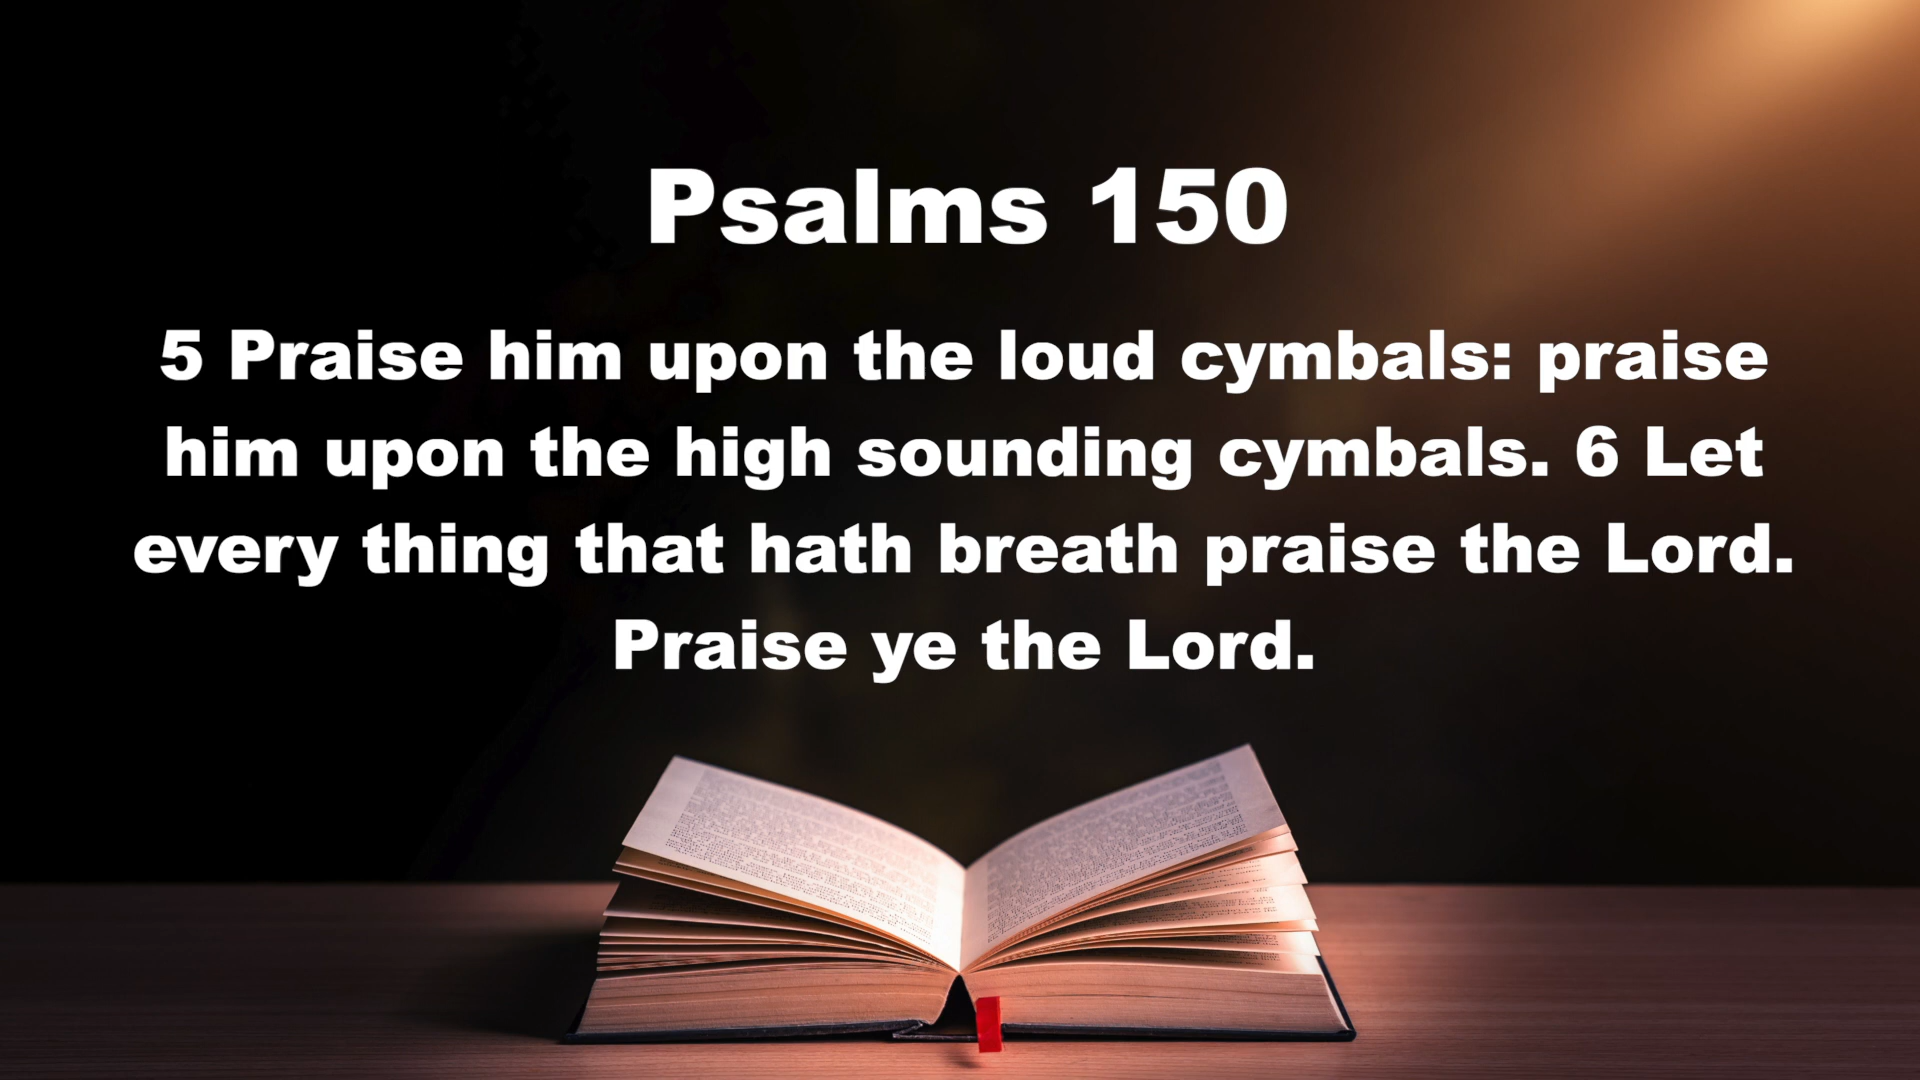 Psalms 150
5 Praise him upon the loud cymbals: praise
him upon the high sounding cymbals. 6 Let
every thing that hath breath praise the Lord.
Praise ye the Lord.